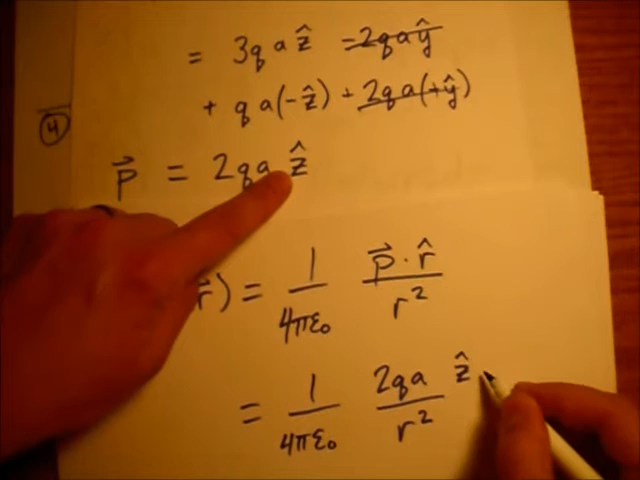 = 3qa ẑ = 2qa ŷ
+ qa(-ẑ) - 2qa(+ŷ)
4
p⃗ = 2qa ẑ
r⃗) = 1/4πε₀ p⃗ · r̂/r²
= 1/4πε₀ 2qa/r² ẑ